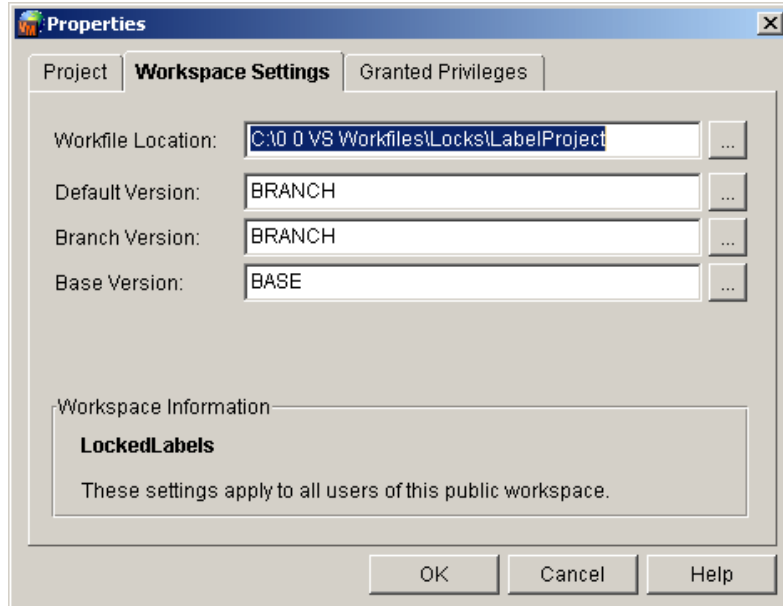 Properties
Project Workspace Settings Granted Privileges
Workfile Location: C:\0 0 VS Workfiles\Locks\LabelProject ...
Default Version: BRANCH ...
Branch Version: BRANCH ...
Base Version: BASE ...
Workspace Information
LockedLabels
These settings apply to all users of this public workspace.
OK Cancel Help